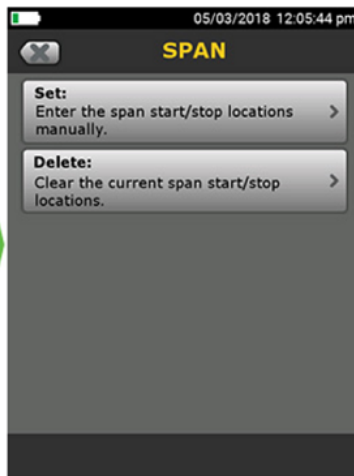 05/03/2018 12:05:44 pm
SPAN
Set:
Enter the span start/stop locations
manually.
Delete:
Clear the current span start/stop
locations.